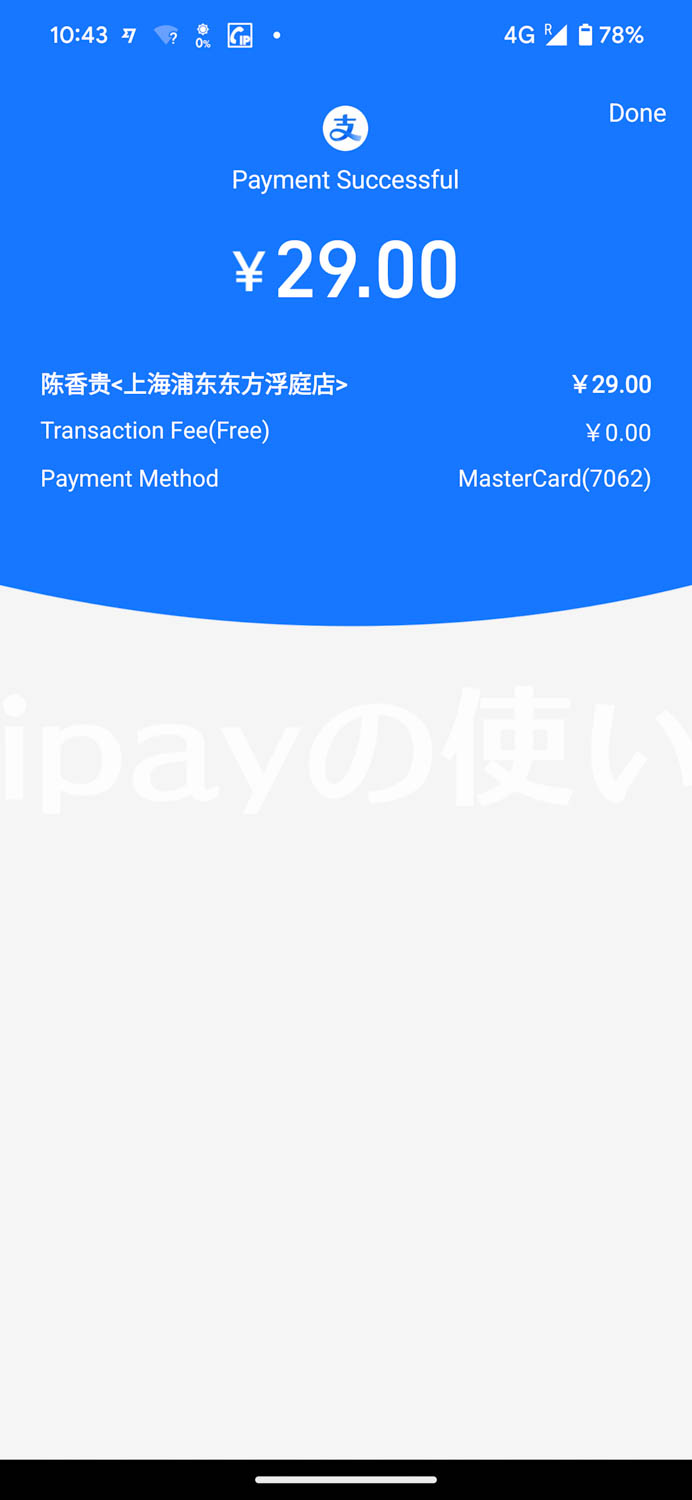 10:43 0% IP 4G R 78%
Done
支
Payment Successful
￥29.00
陈香贵<上海浦东东方浮庭店> ￥29.00
Transaction Fee(Free) ￥0.00
Payment Method MasterCard(7062)
ipayの使い